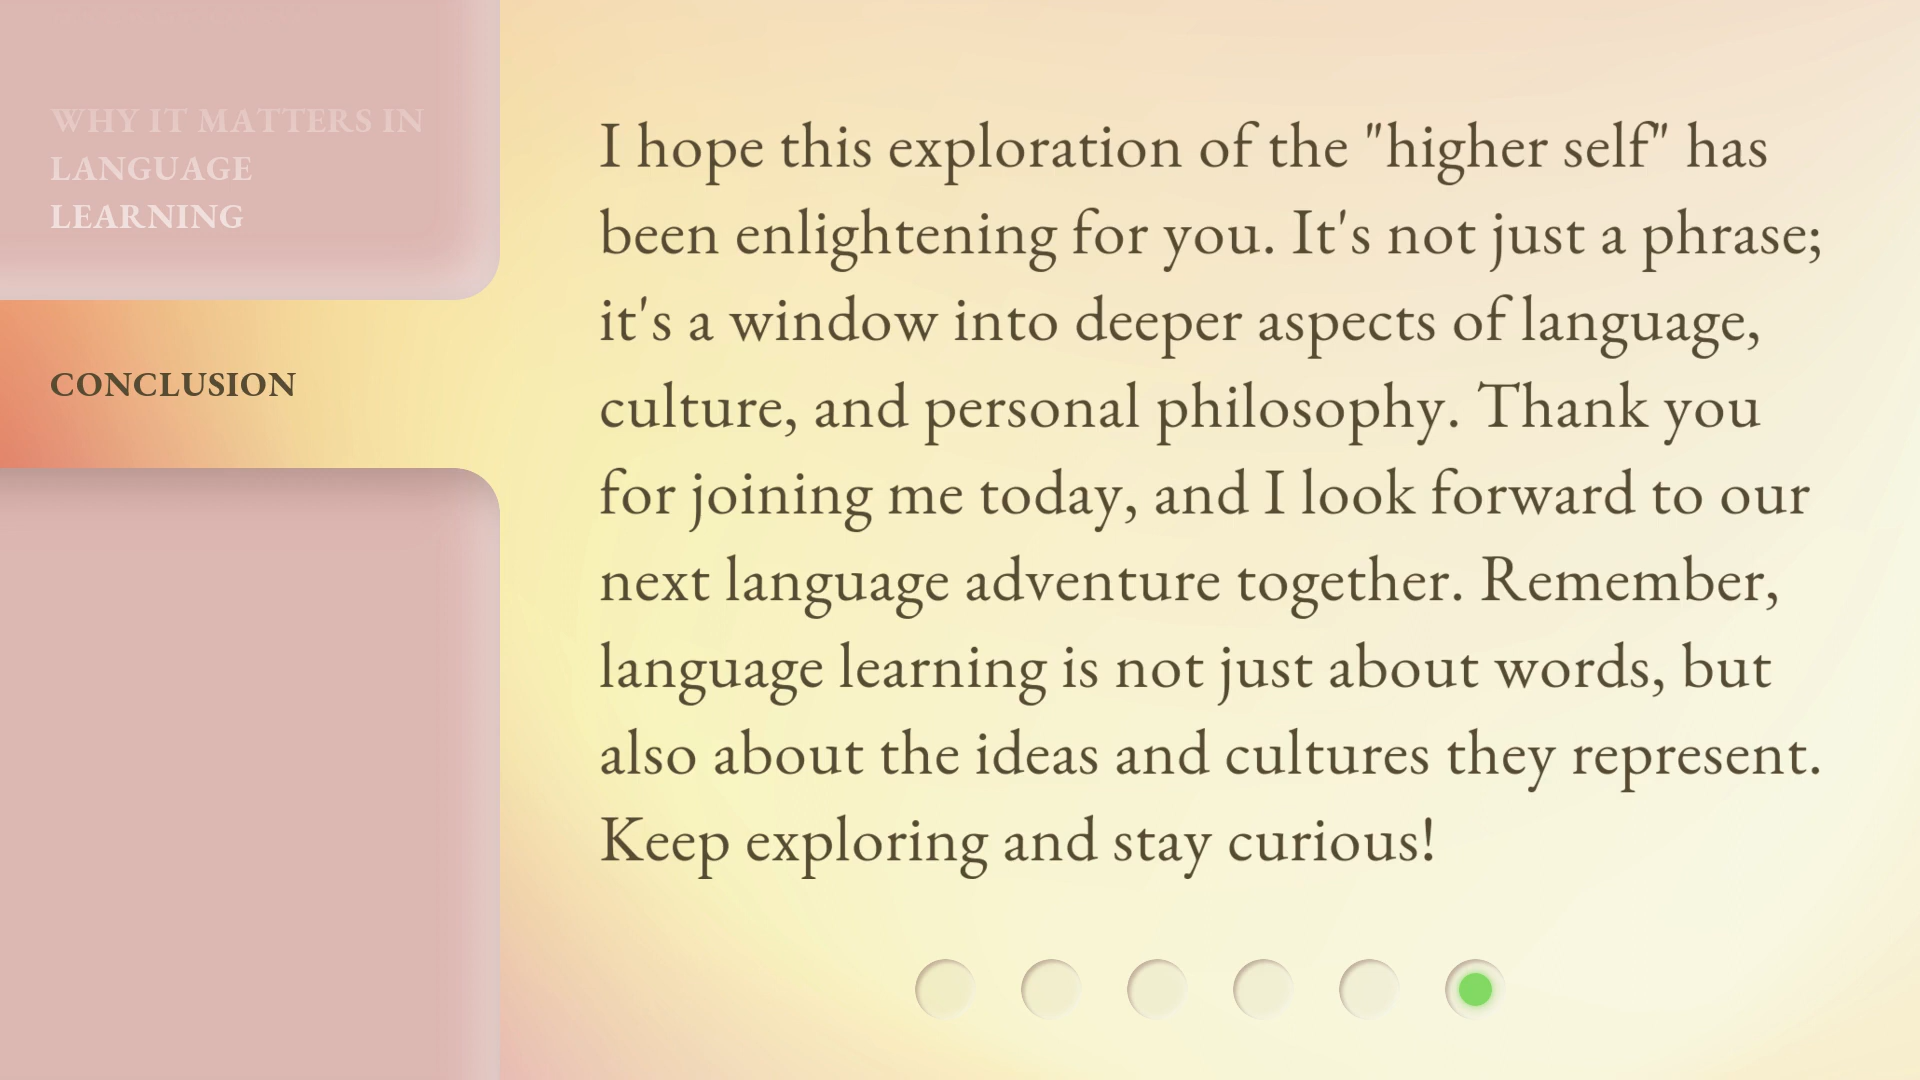 WHY IT MATTERS IN
LANGUAGE
LEARNING
CONCLUSION
I hope this exploration of the "higher self" has
been enlightening for you. It's not just a phrase;
it's a window into deeper aspects of language,
culture, and personal philosophy. Thank you
for joining me today, and I look forward to our
next language adventure together. Remember,
language learning is not just about words, but
also about the ideas and cultures they represent.
Keep exploring and stay curious!